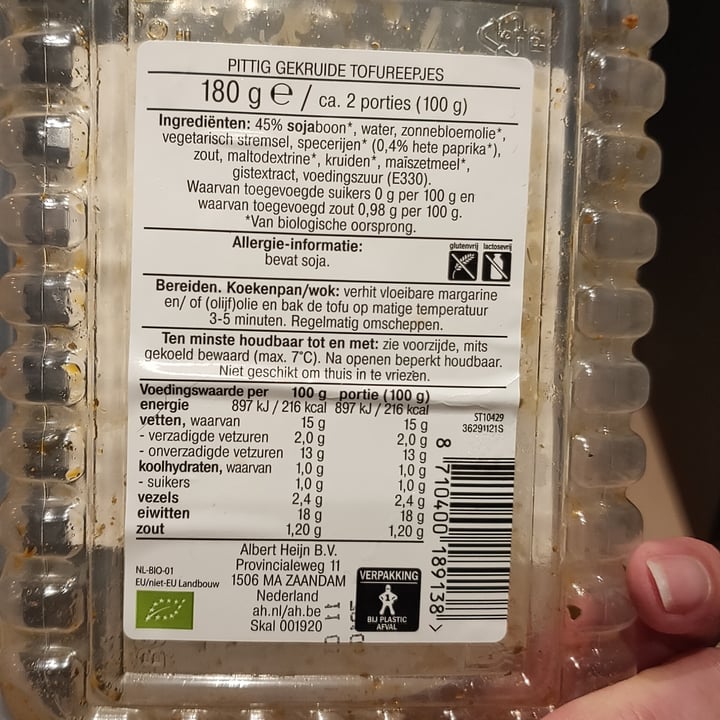 PITTIG GEKRUIDE TOFUREEPJES
180 g ℮ / ca. 2 porties (100 g)
Ingrediënten: 45% sojaboon*, water, zonnebloemolie*,
vegetarisch stremsel, specerijen* (0,4% hete paprika*),
zout, maltodextrine*, kruiden*, maïszetmeel*,
gistextract, voedingszuur (E330).
Waarvan toegevoegde suikers 0 g per 100 g en
waarvan toegevoegd zout 0,98 g per 100 g.
*Van biologische oorsprong.
Allergie-informatie:
bevat soja.
glutenvrij lactosevrij
Bereiden. Koekenpan/wok: verhit vloeibare margarine
en/ of (olijf)olie en bak de tofu op matige temperatuur
3-5 minuten. Regelmatig omscheppen.
Ten minste houdbaar tot en met: zie voorzijde, mits
gekoeld bewaard (max. 7°C). Na openen beperkt houdbaar.
Niet geschikt om thuis in te vriezen.
Voedingswaarde per 100 g portie (100 g)
energie 897 kJ / 216 kcal 897 kJ / 216 kcal
vetten, waarvan 15 g 15 g
- verzadigde vetzuren 2,0 g 2,0 g
- onverzadigde vetzuren 13 g 13 g
koolhydraten, waarvan 1,0 g 1,0 g
- suikers 1,0 g 1,0 g
vezels 2,4 g 2,4 g
eiwitten 18 g 18 g
zout 1,20 g 1,20 g
ST10429
36291121S
8 710400 189138 >
NL-BIO-01
EU/niet-EU Landbouw
Albert Heijn B.V.
Provincialeweg 11
1506 MA ZAANDAM
Nederland
ah.nl/ah.be
Skal 001920
VERPAKKING
BIJ PLASTIC
AFVAL